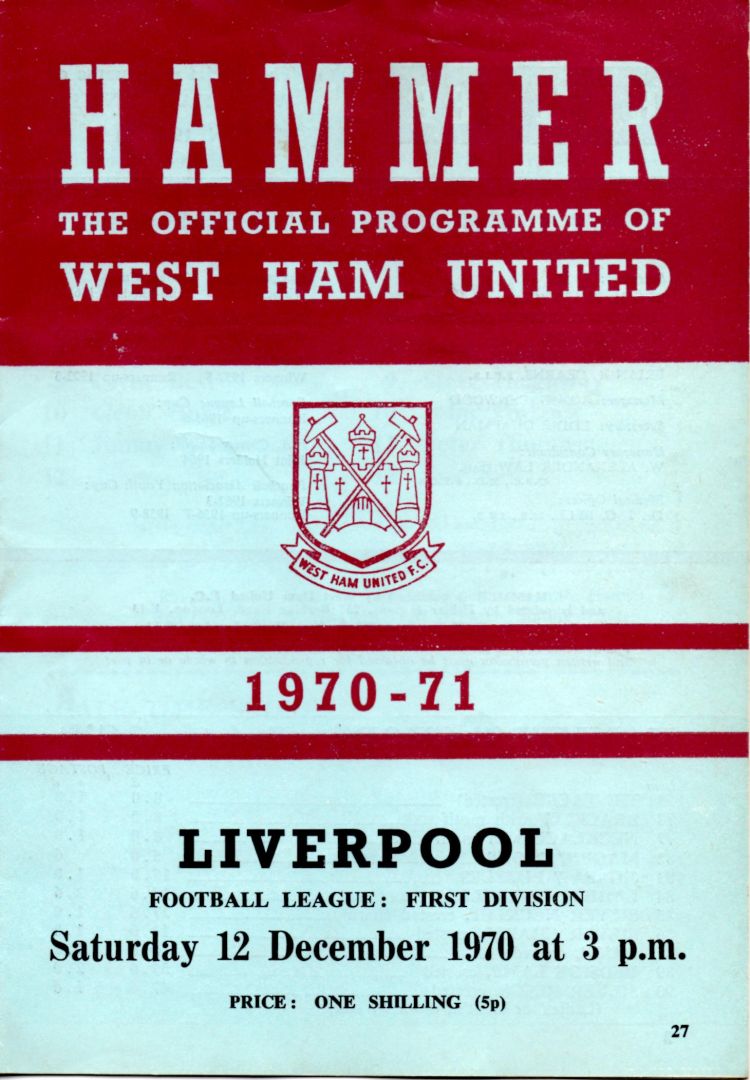 HAMMER
THE OFFICIAL PROGRAMME OF
WEST HAM UNITED
WEST HAM UNITED F.C.
1970-71
LIVERPOOL
FOOTBALL LEAGUE: FIRST DIVISION
Saturday 12 December 1970 at 3 p.m.
PRICE: ONE SHILLING (5p)
27